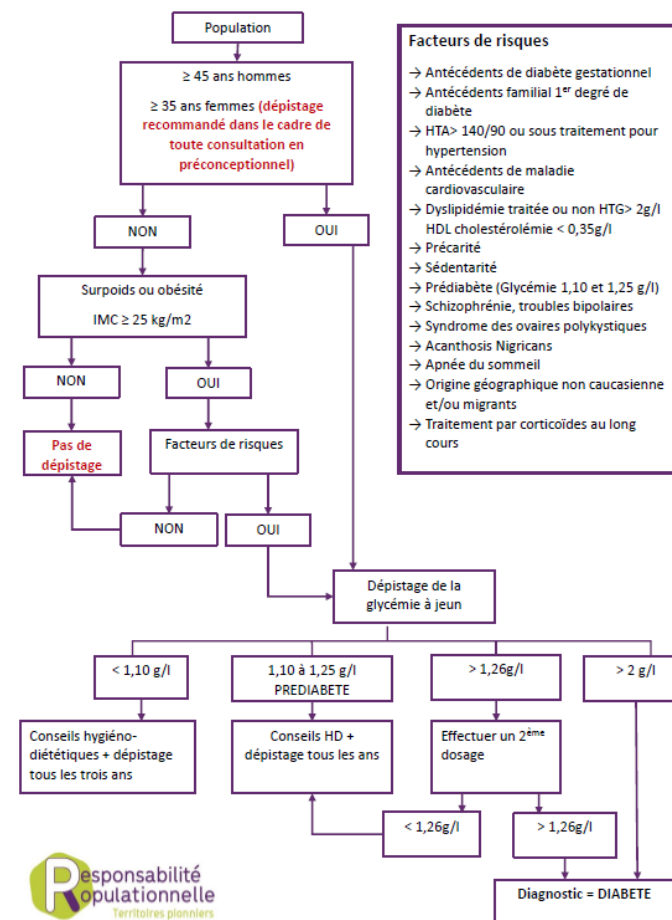 Population
≥ 45 ans hommes
≥ 35 ans femmes (dépistage
recommandé dans le cadre de
toute consultation en
préconceptionnel)
NON
OUI
Surpoids ou obésité
IMC ≥ 25 kg/m2
NON
OUI
Pas de
dépistage
Facteurs de risques
NON
OUI
Facteurs de risques
→ Antécédents de diabète gestationnel
→ Antécédents familial 1er degré de
diabète
→ HTA> 140/90 ou sous traitement pour
hypertension
→ Antécédents de maladie
cardiovasculaire
→ Dyslipidémie traitée ou non HTG> 2g/l
HDL cholestérolémie < 0,35g/l
→ Précarité
→ Sédentarité
→ Prédiabète (Glycémie 1,10 et 1,25 g/l)
→ Schizophrénie, troubles bipolaires
→ Syndrome des ovaires polykystiques
→ Acanthosis Nigricans
→ Apnée du sommeil
→ Origine géographique non caucasienne
et/ou migrants
→ Traitement par corticoïdes au long
cours
Dépistage de la
glycémie à jeun
< 1,10 g/l
1,10 à 1,25 g/l
PREDIABETE
> 1,26g/l
> 2 g/l
Conseils hygiéno-
diététiques + dépistage
tous les trois ans
Conseils HD +
dépistage tous les ans
Effectuer un 2ème
dosage
< 1,26g/l
> 1,26g/l
Diagnostic = DIABETE
Responsabilité
Populationnelle
Territoires pionniers